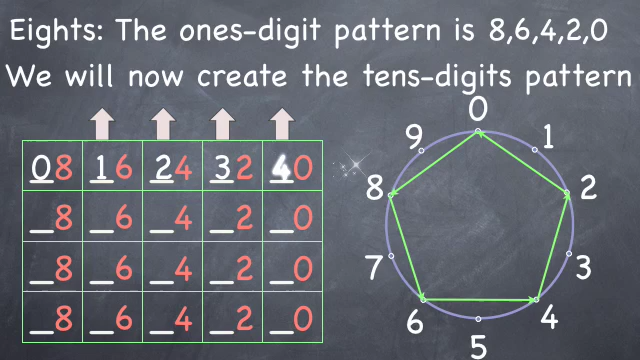 Eights: The ones-digit pattern is 8,6,4,2,0
We will now create the tens-digits pattern
08 16 24 32 40
_8 _6 _4 _2 _0
_8 _6 _4 _2 _0
_8 _6 _4 _2 _0
0
9 1
8 2
7 3
6 4
5